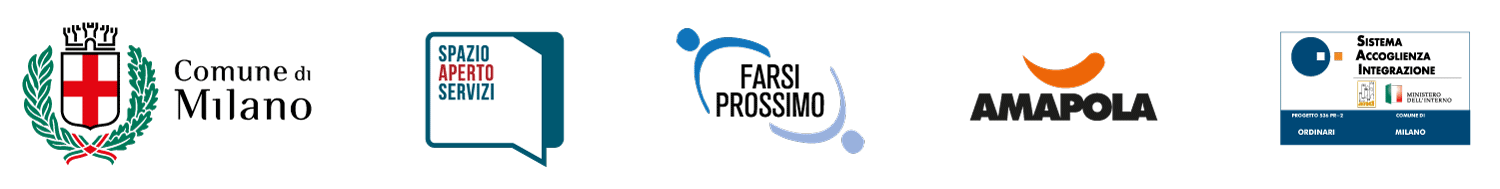 Comune di
Milano
SPAZIO
APERTO
SERVIZI
FARSI
PROSSIMO
AMAPOLA
SISTEMA
ACCOGLIENZA
INTEGRAZIONE
MINISTERO
DELL'INTERNO
PROGETTO 536 PR-2
COMUNE DI
ORDINARI
MILANO